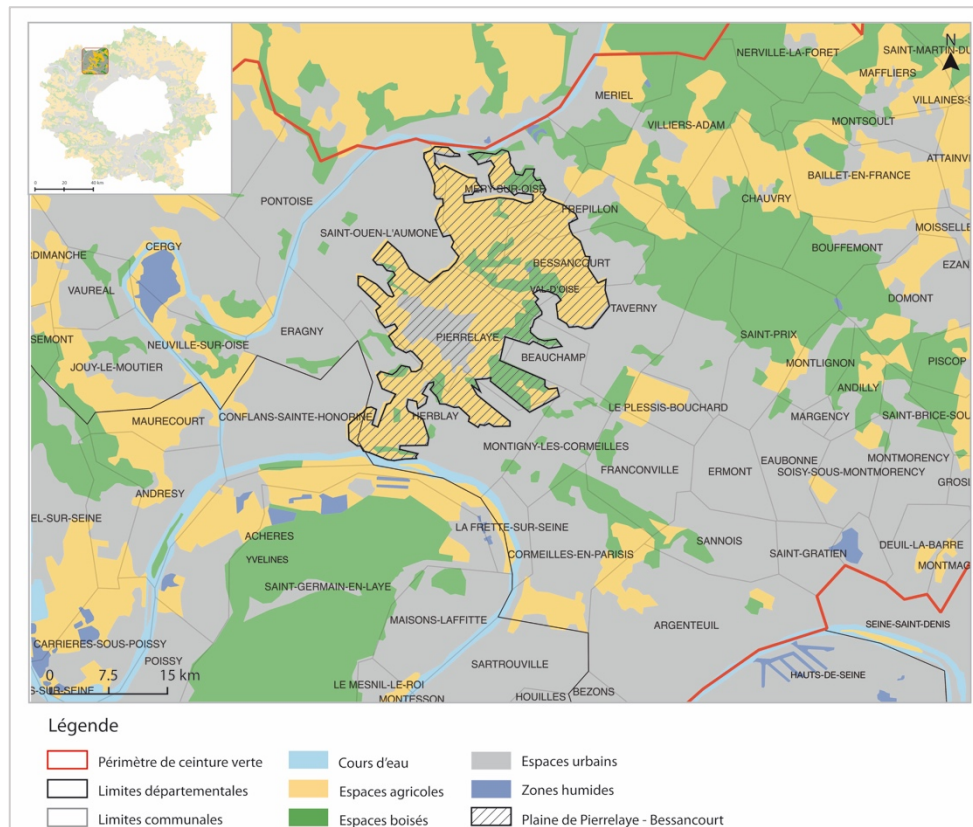 N
NERVILLE-LA-FORET
SAINT-MARTIN-DU
MAFFLIERS
MERIEL
VILLAINES-S
VILLIERS-ADAM
MONTSOULT
ATTAINVI
BAILLET-EN-FRANCE
0 20 40 km
MÉRY-SUR-OISE
CHAUVRY
PONTOISE
FREPILLON
MOISSELLE
SAINT-OUEN-L'AUMONE
CERGY
BOUFFEMONT
RDIMANCHE
BESSANCOURT
EZAN
VAUREAL
VAL-D'OISE
DOMONT
TAVERNY
ERAGNY
SAINT-PRIX
PIERRELAYE
SEMONT
NEUVILLE-SUR-OISE
BEAUCHAMP
MONTLIGNON
PISCOP
JOUY-LE-MOUTIER
ANDILLY
LE PLESSIS-BOUCHARD
MAURECOURT
CONFLANS-SAINTE-HONORINE
HERBLAY
MARGENCY
SAINT-BRICE-SOU
MONTIGNY-LES-CORMEILLES
EAUBONNE
MONTMORENCY
FRANCONVILLE
ERMONT
SOISY-SOUS-MONTMORENCY
GROSL
ANDRESY
EL-SUR-SEINE
LA FRETTE-SUR-SEINE
ACHERES
SANNOIS
DEUIL-LA-BARRE
CORMEILLES-EN-PARISIS
SAINT-GRATIEN
YVELINES
MONTMAG
SAINT-GERMAIN-EN-LAYE
MAISONS-LAFFITTE
ARGENTEUIL
SEINE-SAINT-DENIS
CARRIERES-SOUS-POISSY
POISSY
SARTROUVILLE
HAUTS-DE-SEINE
0 7.5 15 km
LE MESNIL-LE-ROI
S-SUR-SEINE
HOUILLES
BEZONS
MONTESSON
Légende
Périmètre de ceinture verte
Cours d'eau
Espaces urbains
Limites départementales
Espaces agricoles
Zones humides
Limites communales
Espaces boisés
Plaine de Pierrelaye - Bessancourt